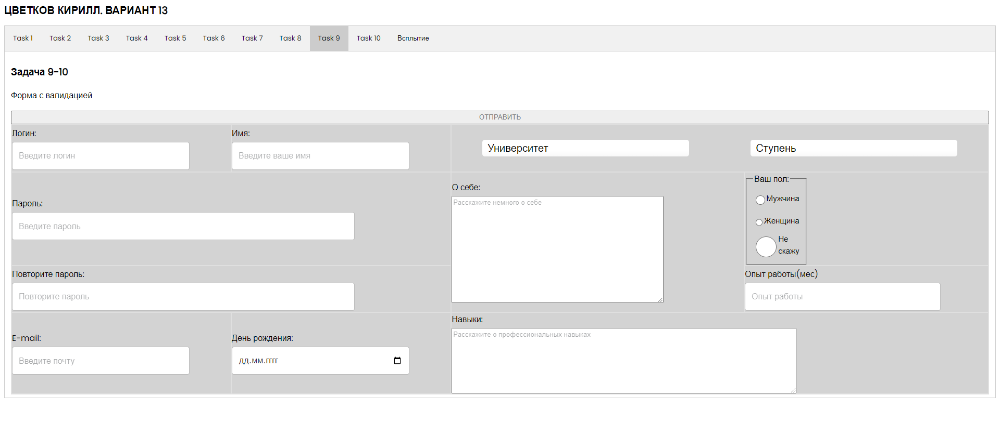 ЦВЕТКОВ КИРИЛЛ. ВАРИАНТ 13
Task 1 Task 2 Task 3 Task 4 Task 5 Task 6 Task 7 Task 8 Task 9 Task 10 Всплытие
Задача 9-10
Форма с валидацией
ОТПРАВИТЬ
Логин:
Введите логин
Имя:
Введите ваше имя
Университет
Ступень
Пароль:
Введите пароль
О себе:
Расскажите немного о себе
Ваш пол:
Мужчина
Женщина
Не
скажу
Повторите пароль:
Повторите пароль
Опыт работы(мес)
Опыт работы
E-mail:
Введите почту
День рождения:
дд.мм.гггг
Навыки:
Расскажите о профессиональных навыках